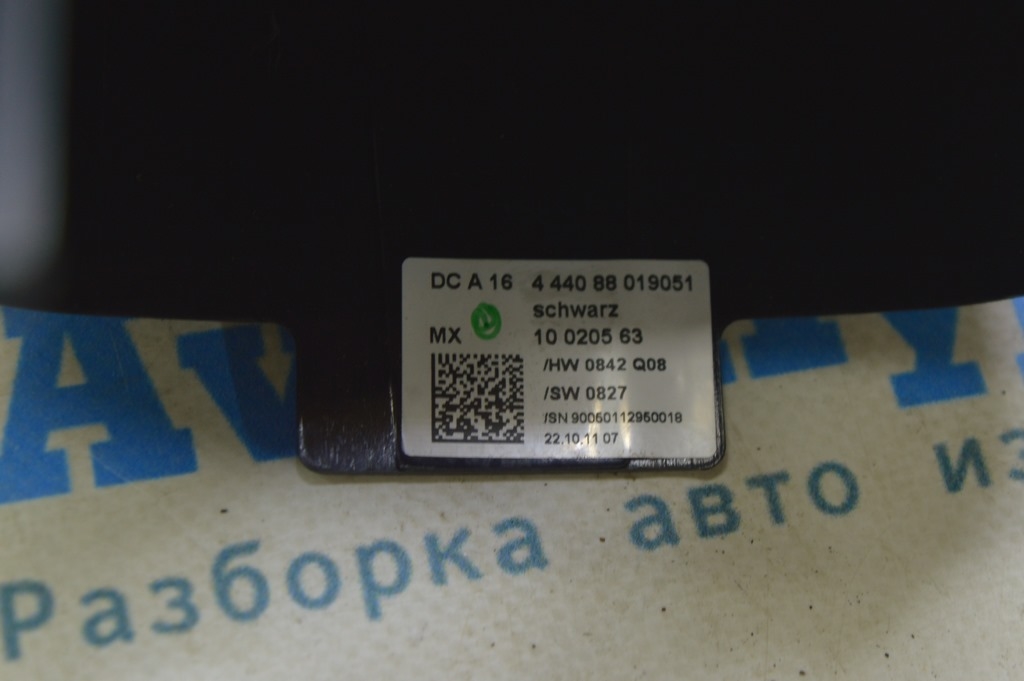 DC A 16 4 440 88 019051
schwarz
MX 10 0205 63
/HW 0842 Q08
/SW 0827
/SN 90060112950018
22.10.11 07
Разборка авто из